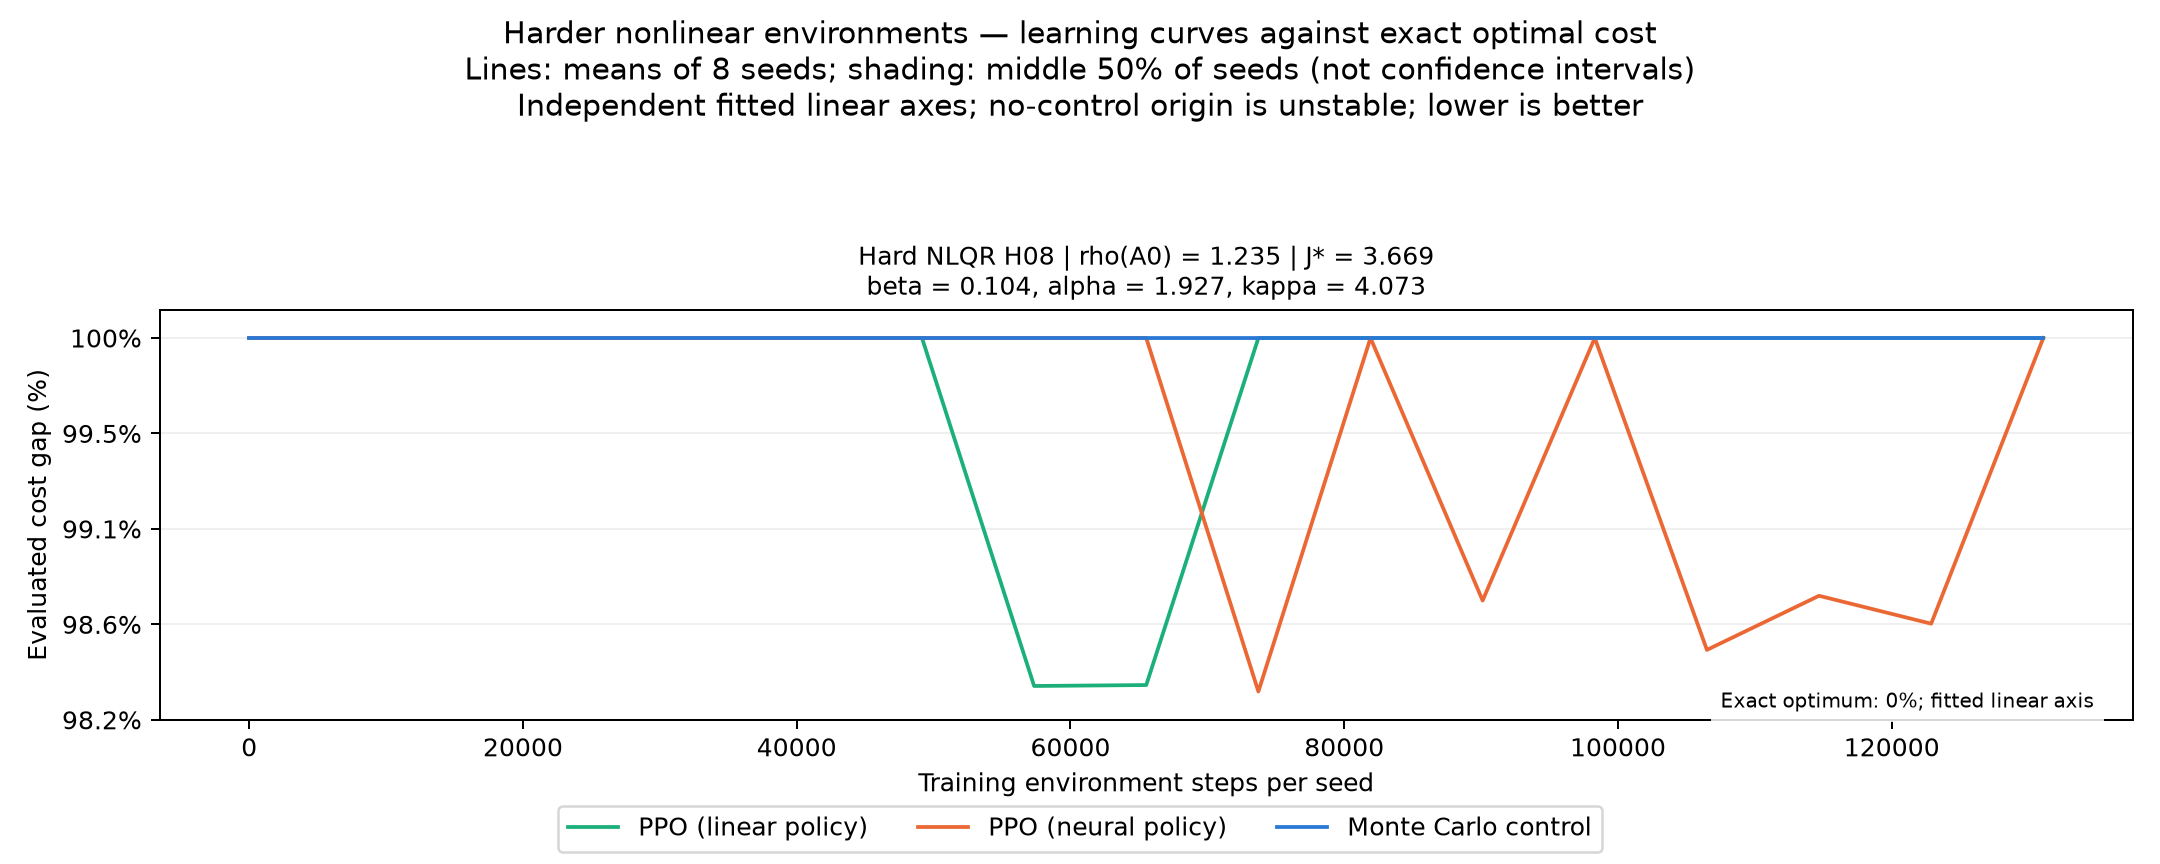 Harder nonlinear environments — learning curves against exact optimal cost
Lines: means of 8 seeds; shading: middle 50% of seeds (not confidence intervals)
Independent fitted linear axes; no-control origin is unstable; lower is better
Hard NLQR H08 | rho(A0) = 1.235 | J* = 3.669
beta = 0.104, alpha = 1.927, kappa = 4.073
Evaluated cost gap (%)
100%
99.5%
99.1%
98.6%
98.2%
Exact optimum: 0%; fitted linear axis
0
20000
40000
60000
80000
100000
120000
Training environment steps per seed
PPO (linear policy)
PPO (neural policy)
Monte Carlo control